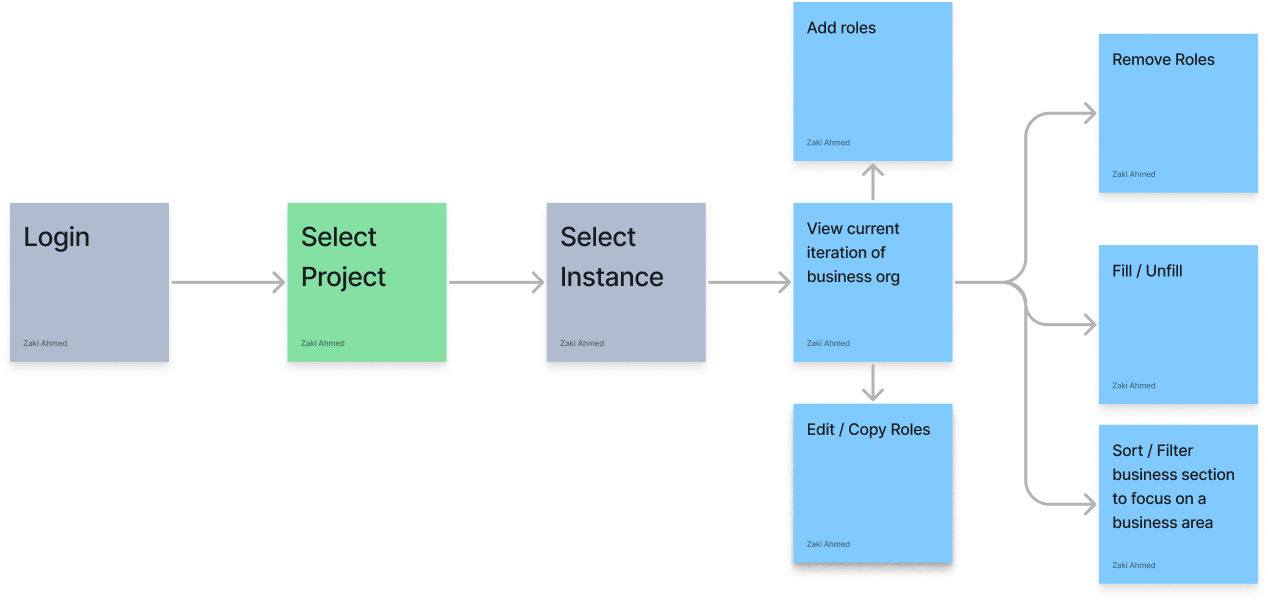 Login
Zaki Ahmed
Select
Project
Zaki Ahmed
Select
Instance
Zaki Ahmed
Add roles
Zaki Ahmed
View current
iteration of
business org
Zaki Ahmed
Edit / Copy Roles
Zaki Ahmed
Remove Roles
Zaki Ahmed
Fill / Unfill
Zaki Ahmed
Sort / Filter
business section
to focus on a
business area
Zaki Ahmed